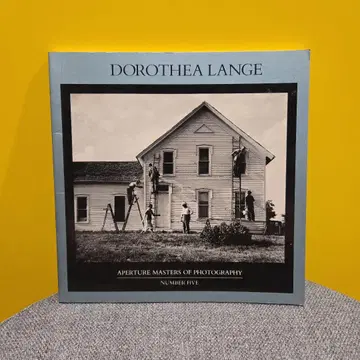 DOROTHEA LANGE
APERTURE MASTERS OF PHOTOGRAPHY
NUMBER FIVE